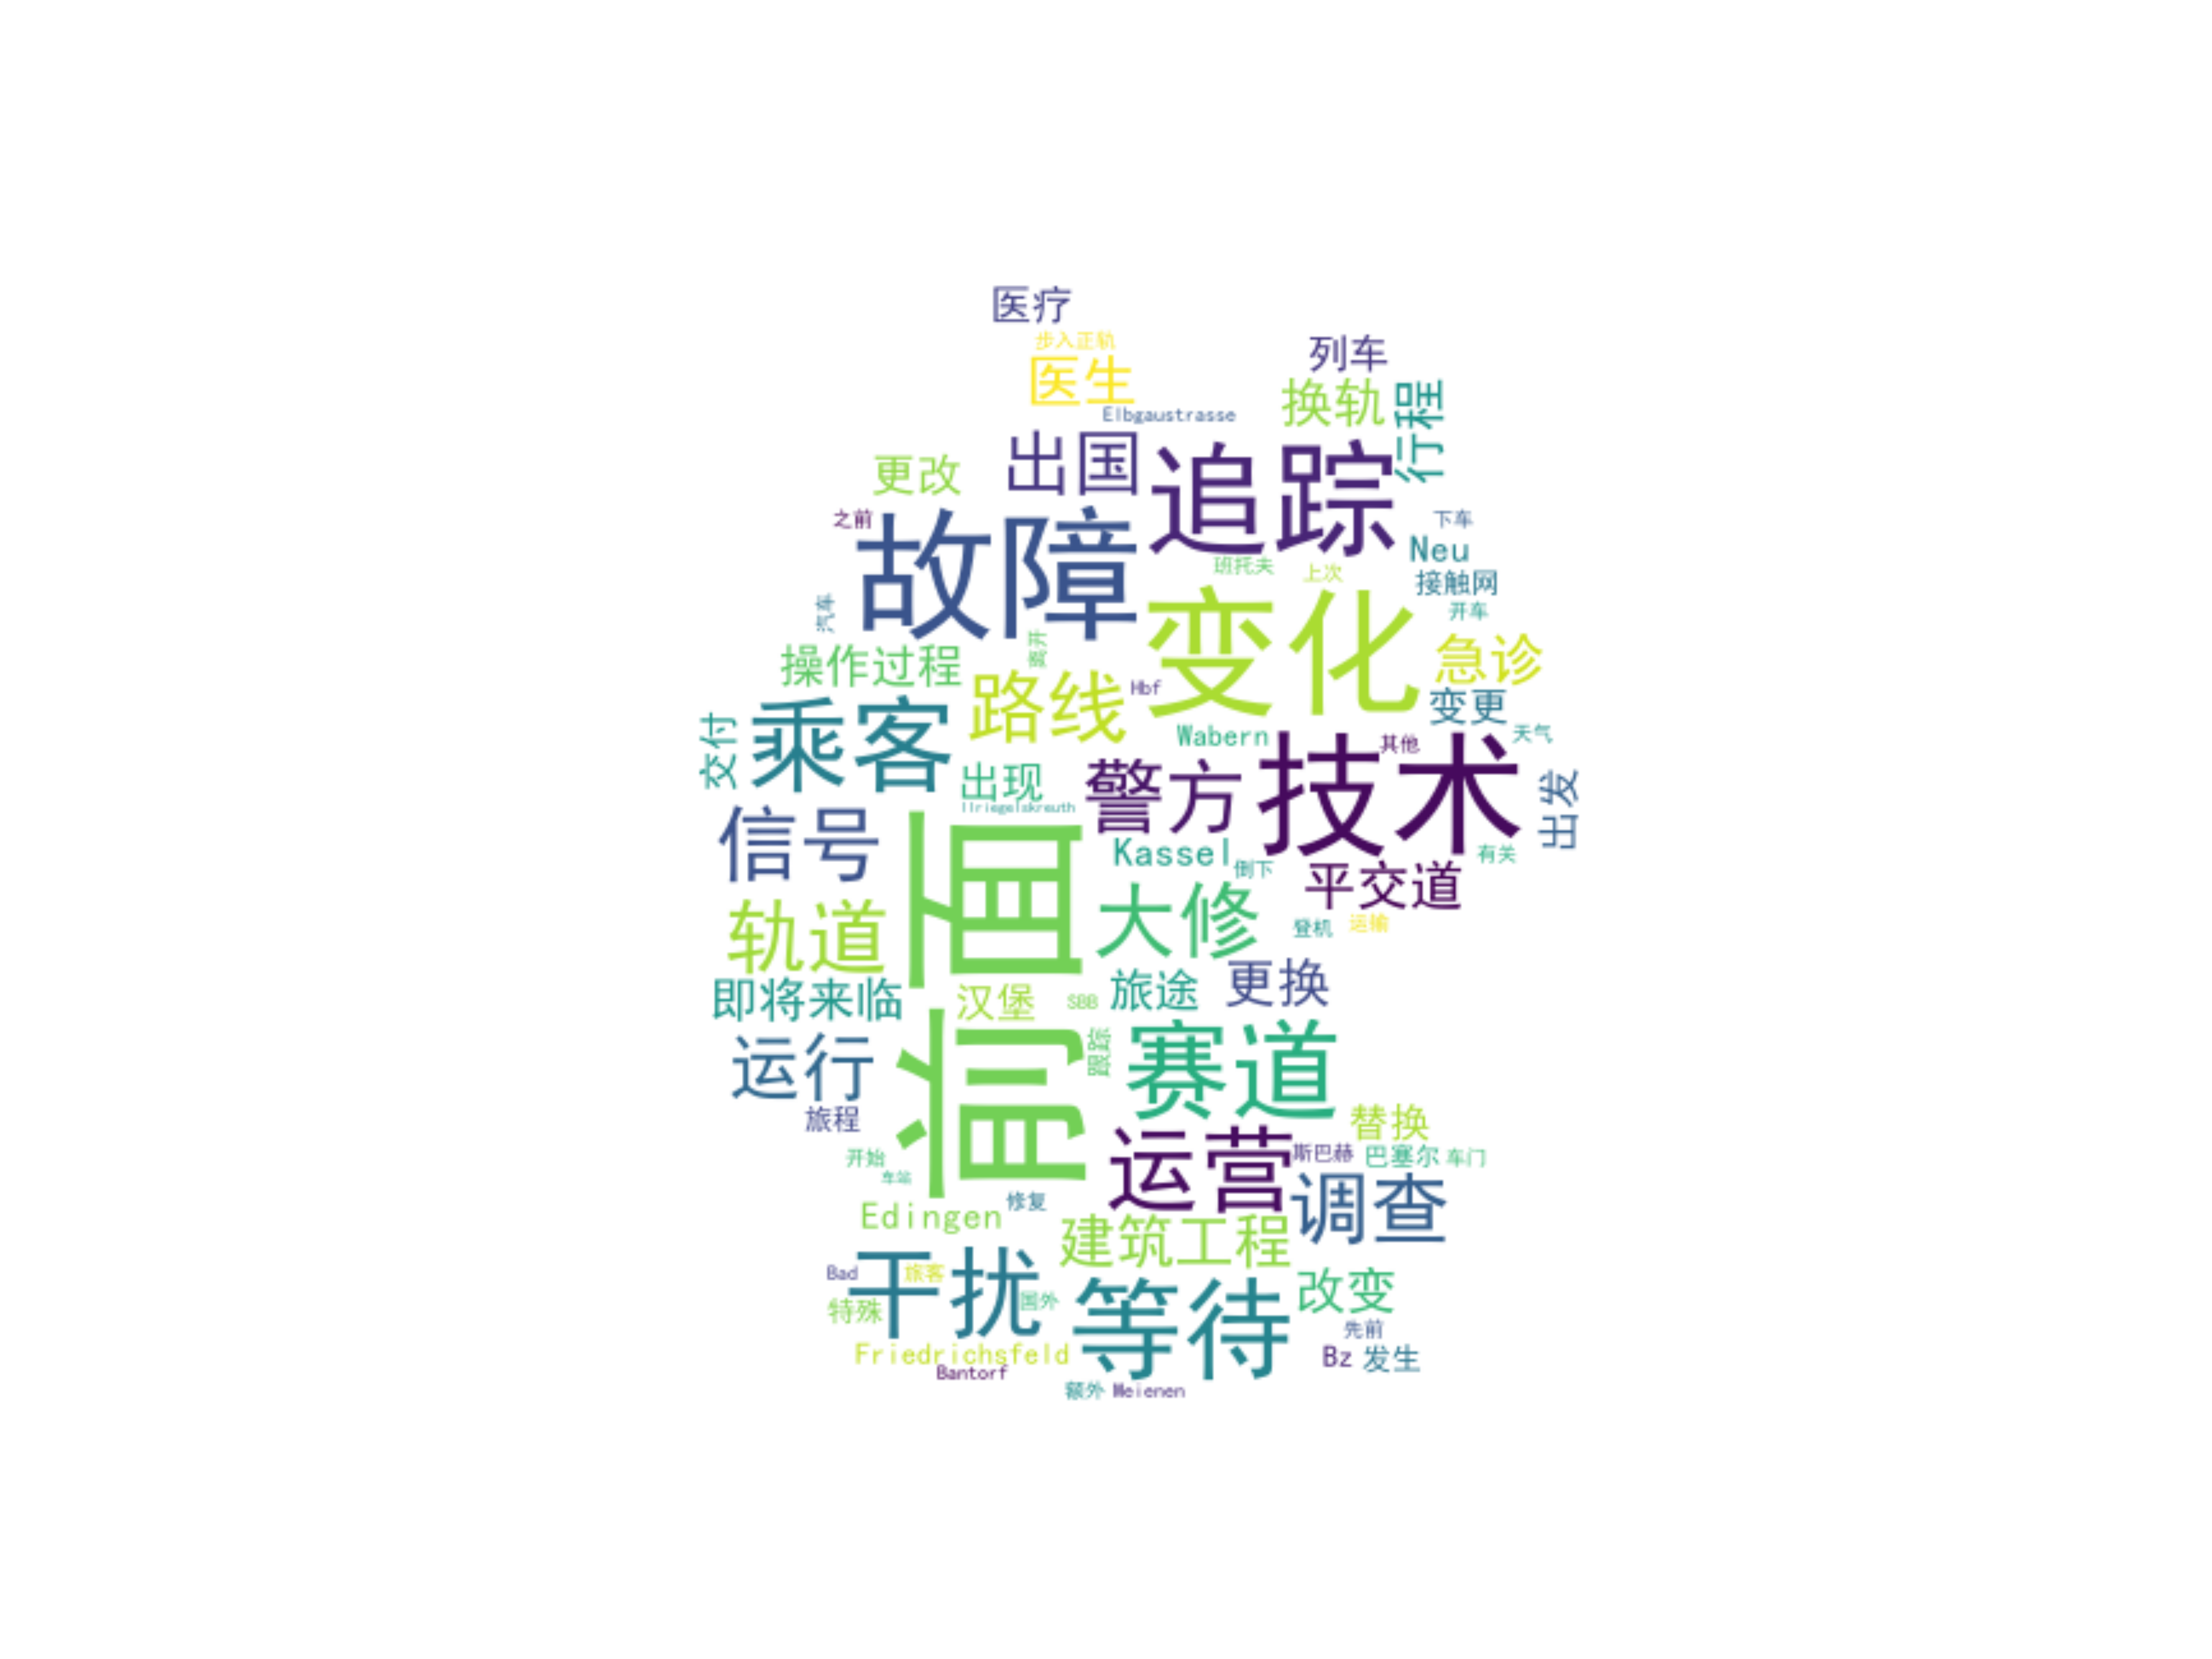 医疗
步入正轨
列车
医生
换轨
行程
Elbgaustrasse
出国
追踪
更改
之前
故障
下车
Neu
班托夫
上次
接触网
汽车
变化
开车
离开
操作过程
急诊
路线
Hbf
变更
乘客
交付
Wabern
技术
其他
天气
出现
警方
出发
信号
Kassel
倒下
有关
平交道
前面
大修
轨道
登机
运输
即将来临
汉堡
SBB
旅途
更换
运行
跟踪
赛道
旅程
替换
开始
运营
斯巴赫
巴塞尔
车门
车站
修复
调查
Edingen
建筑工程
Bad
旅客
干扰
国外
等待
改变
特殊
先前
Friedrichsfeld
Bz
发生
Bantorf
额外